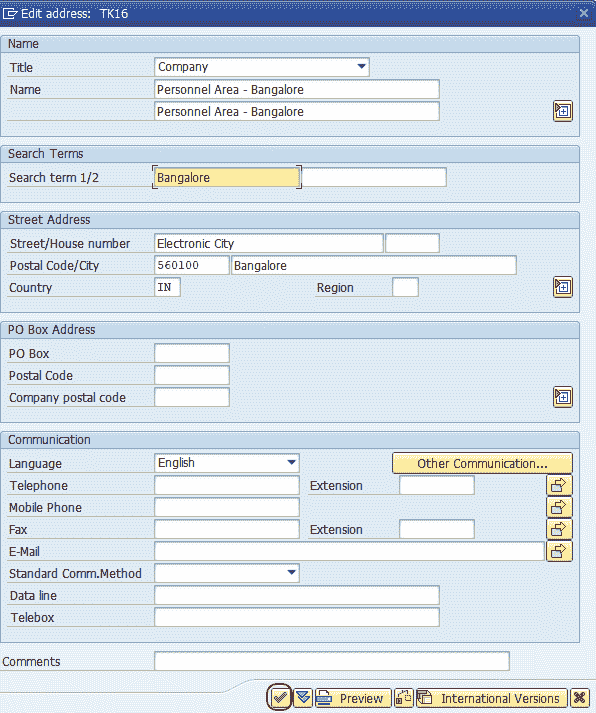 Edit address: TK16
Name
Title Company
Name Personnel Area - Bangalore
Personnel Area - Bangalore
Search Terms
Search term 1/2 Bangalore
Street Address
Street/House number Electronic City
Postal Code/City 560100 Bangalore
Country IN Region
PO Box Address
PO Box
Postal Code
Company postal code
Communication
Language English Other Communication...
Telephone Extension
Mobile Phone
Fax Extension
E-Mail
Standard Comm.Method
Data line
Telebox
Comments
Preview International Versions